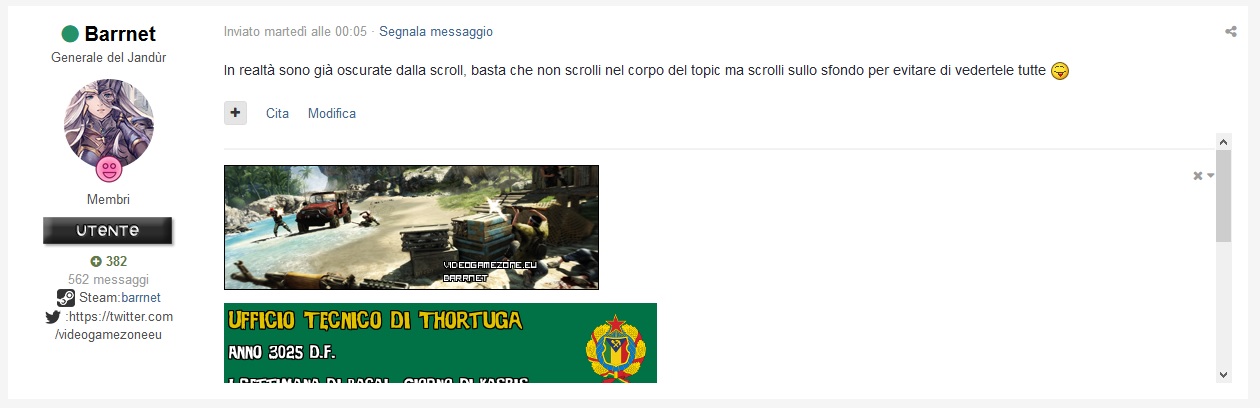 Barrnet
Generale del Jandùr
Membri
UTENTE
382
562 messaggi
Steam:barrnet
:https://twitter.com
/videogamezoneeu
Inviato martedì alle 00:05 · Segnala messaggio
In realtà sono già oscurate dalla scroll, basta che non scrolli nel corpo del topic ma scrolli sullo sfondo per evitare di vedertele tutte
+ Cita Modifica
VIDEOGAMEZONE.EU
BARRNET
UFFICIO TECNICO DI THORTUGA
ANNO 3025 D.F.